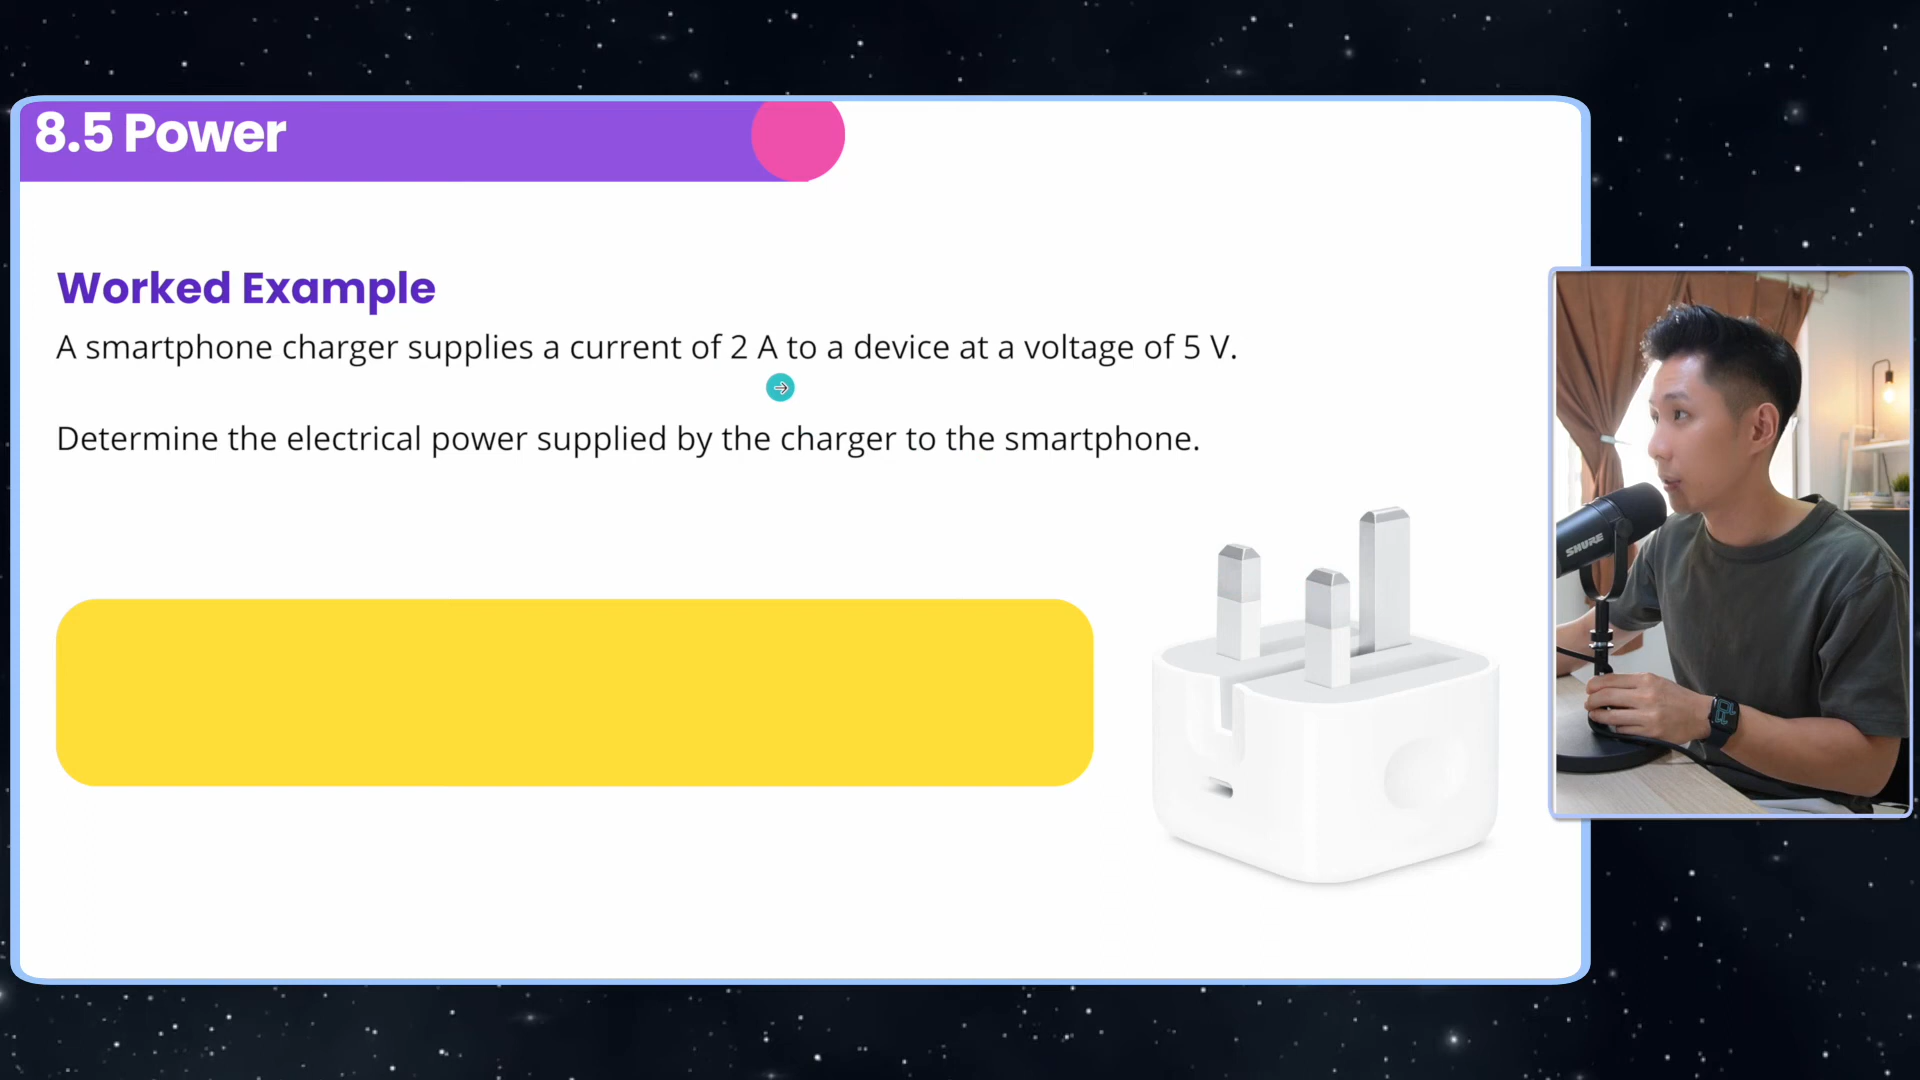 8.5 Power
Worked Example
A smartphone charger supplies a current of 2 A to a device at a voltage of 5 V.
Determine the electrical power supplied by the charger to the smartphone.
SHURE